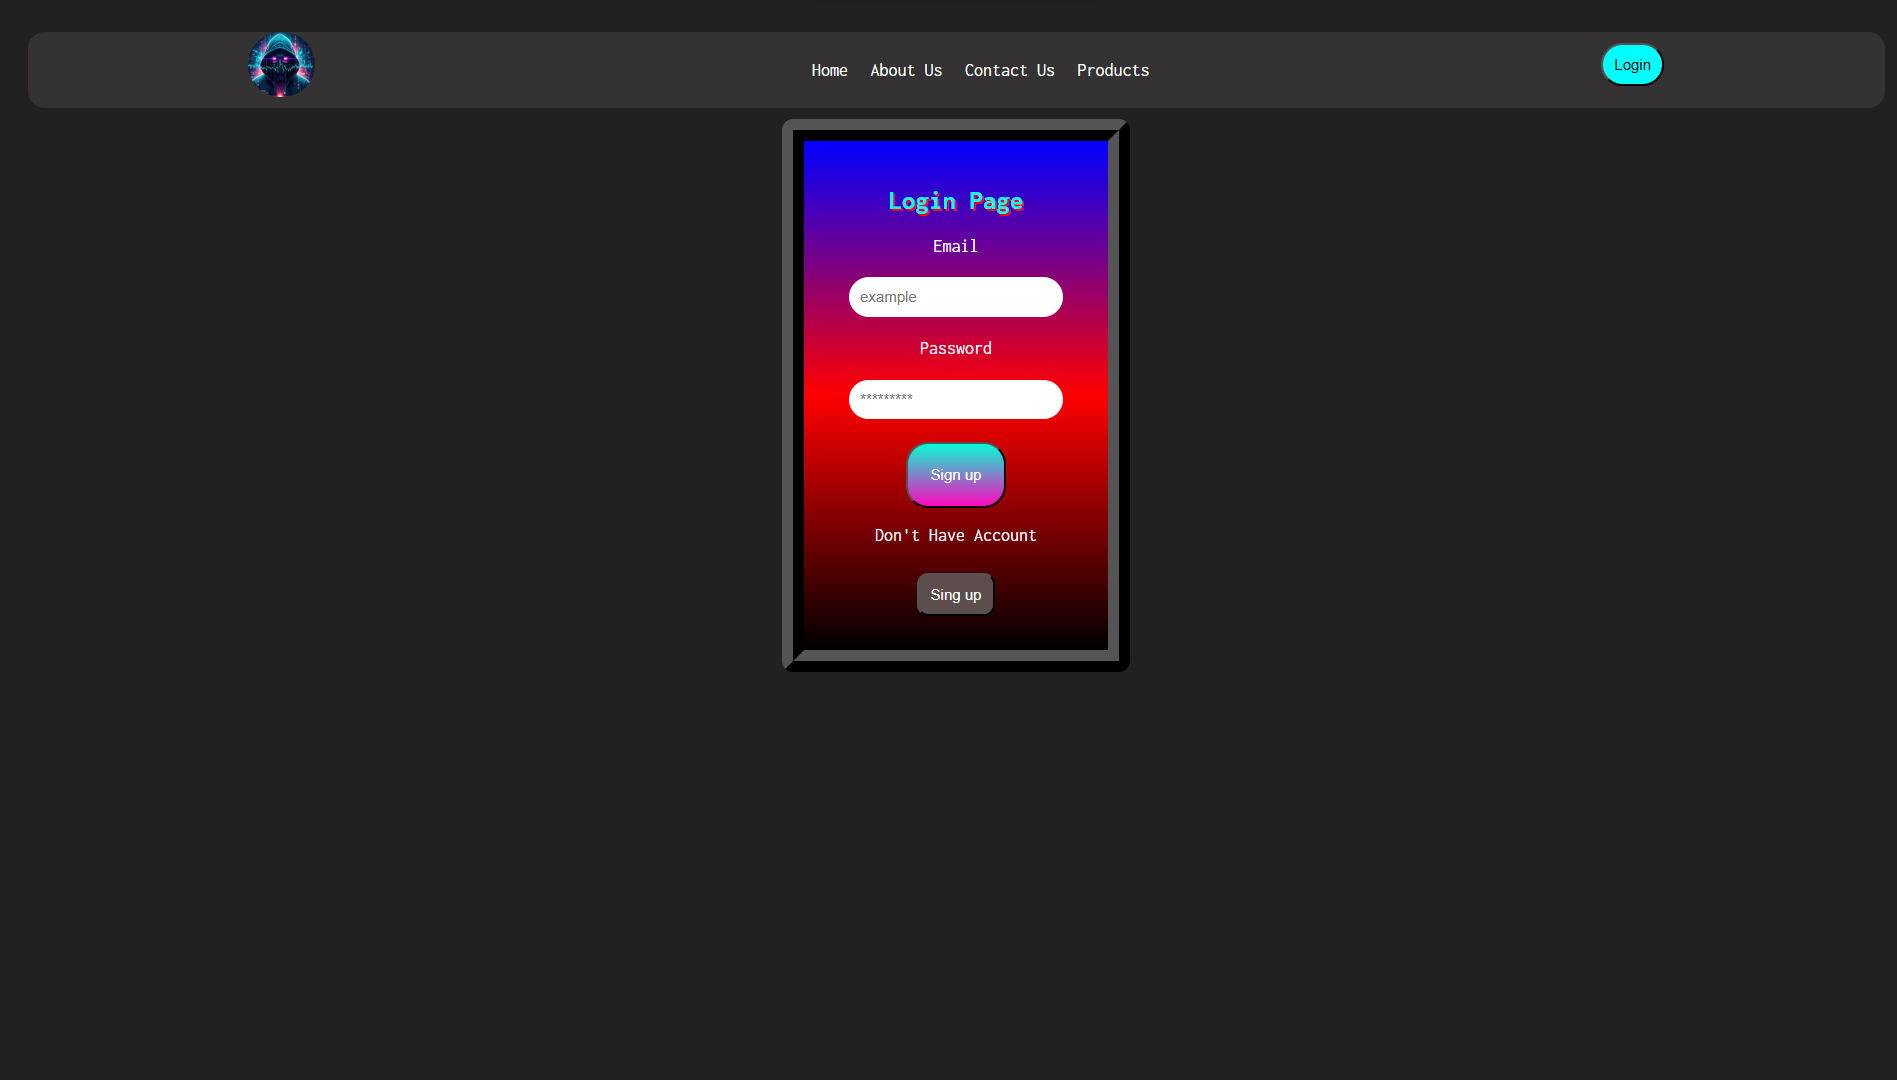 Home About Us Contact Us Products
Login
Login Page
Email
example
Password
*********
Sign up
Don't Have Account
Sing up